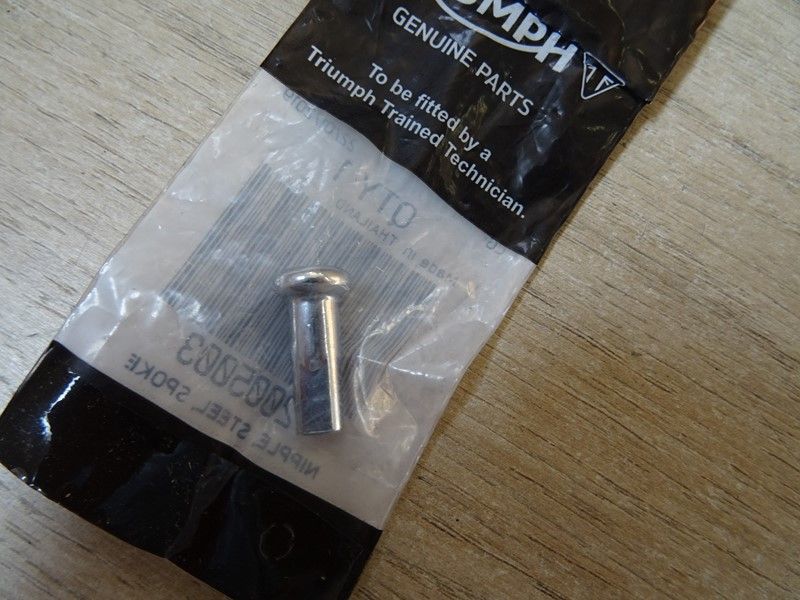 UMPH
GENUINE PARTS
To be fitted by a
Triumph Trained Technician.
QTY 1
Made in
THAILAND
2005003
NIPPLE, STEEL, SPOKE